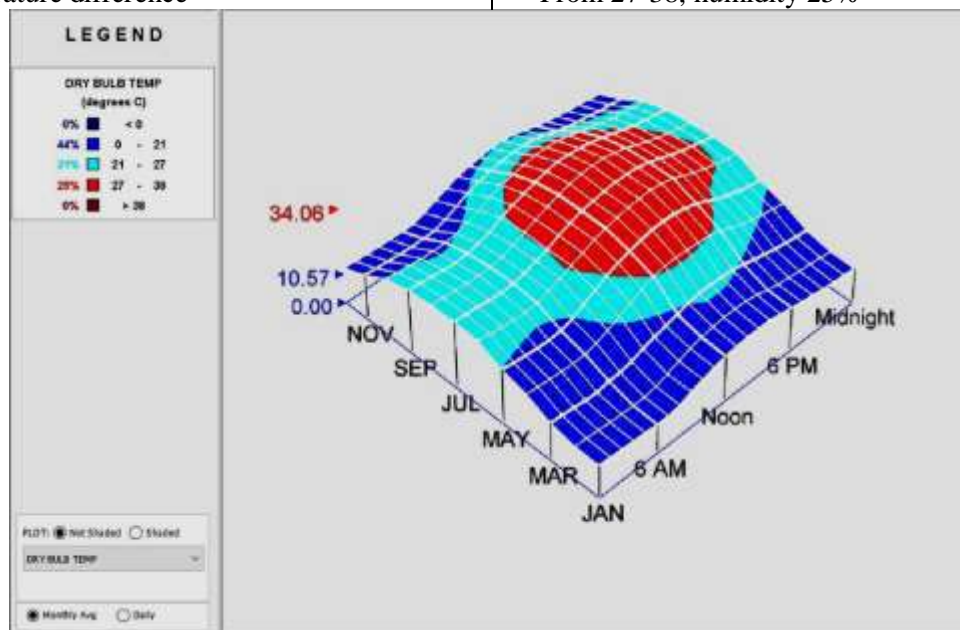 ature difference
From 27-38, humidity 25%
LEGEND
DRY BULB TEMP
(degrees C)
0% < 0
44% 0 - 21
21 - 27
27 - 38
0% > 38
34.06
10.57
0.00
NOV
SEP
JUL
MAY
MAR
JAN
6 AM
Noon
6 PM
Midnight
PLOT: Not Shaded Shaded
DRY BULB TEMP
Monthly Avg Daily